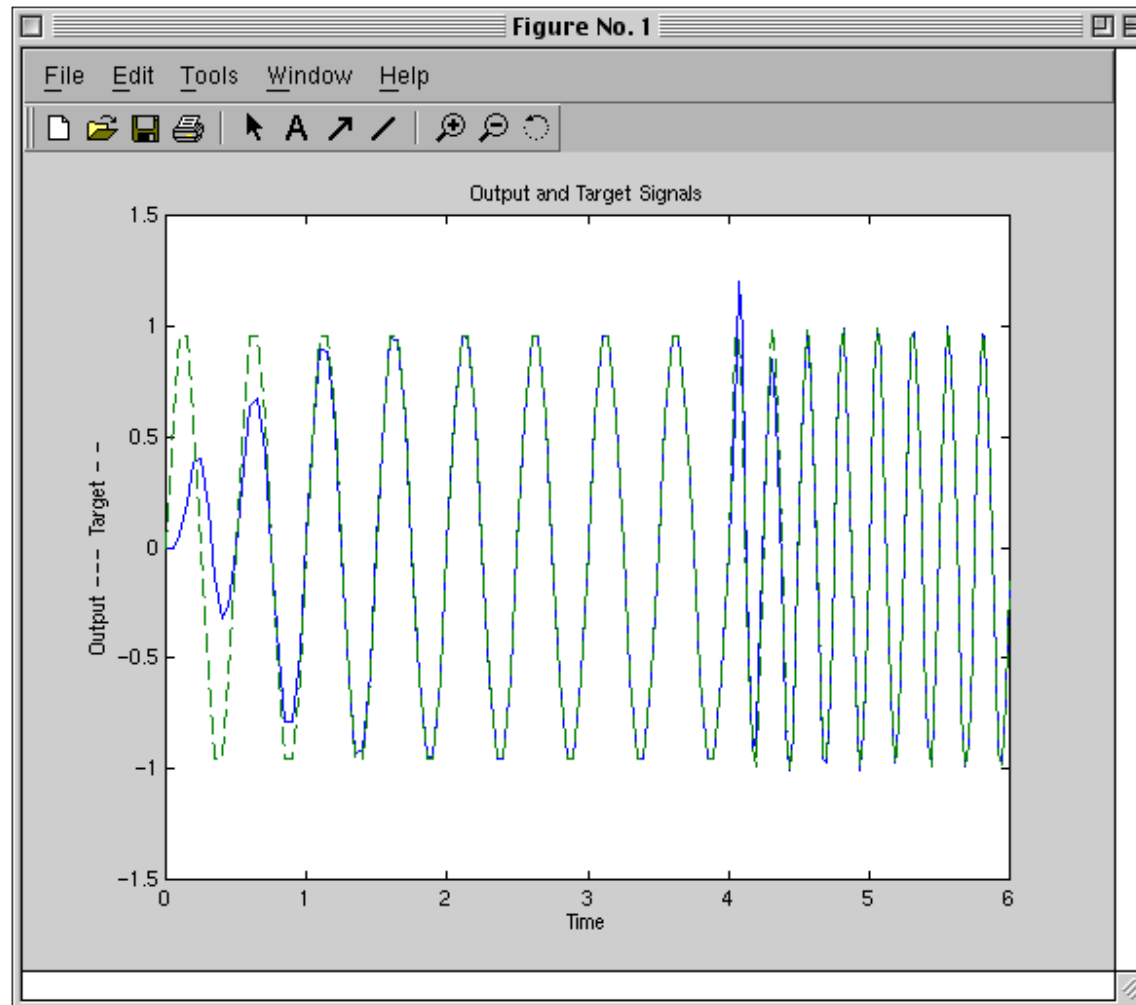 Figure No. 1
File Edit Tools Window Help
A
Output and Target Signals
1.5
1
0.5
0
-0.5
-1
-1.5
Output ---- Target - -
0 1 2 3 4 5 6
Time